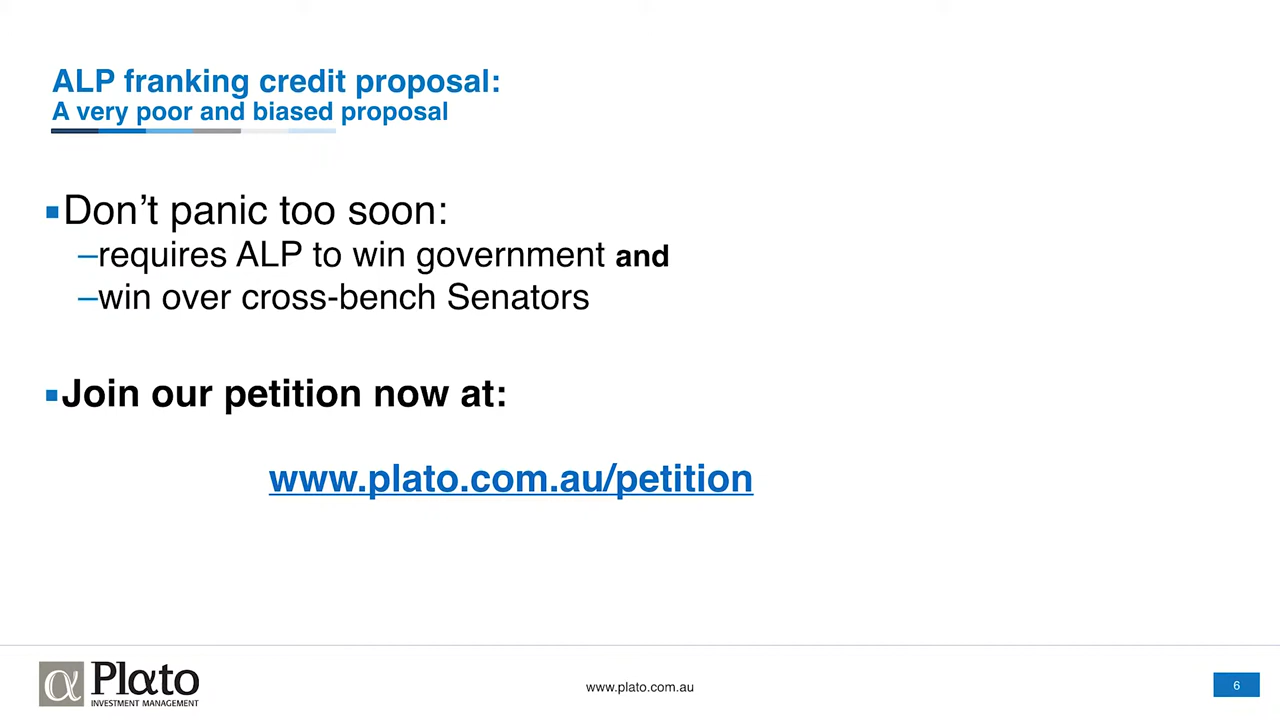 ALP franking credit proposal:
A very poor and biased proposal
▪Don’t panic too soon:
–requires ALP to win government and
–win over cross-bench Senators
▪Join our petition now at:
www.plato.com.au/petition
α Plαto
INVESTMENT MANAGEMENT
www.plato.com.au
6